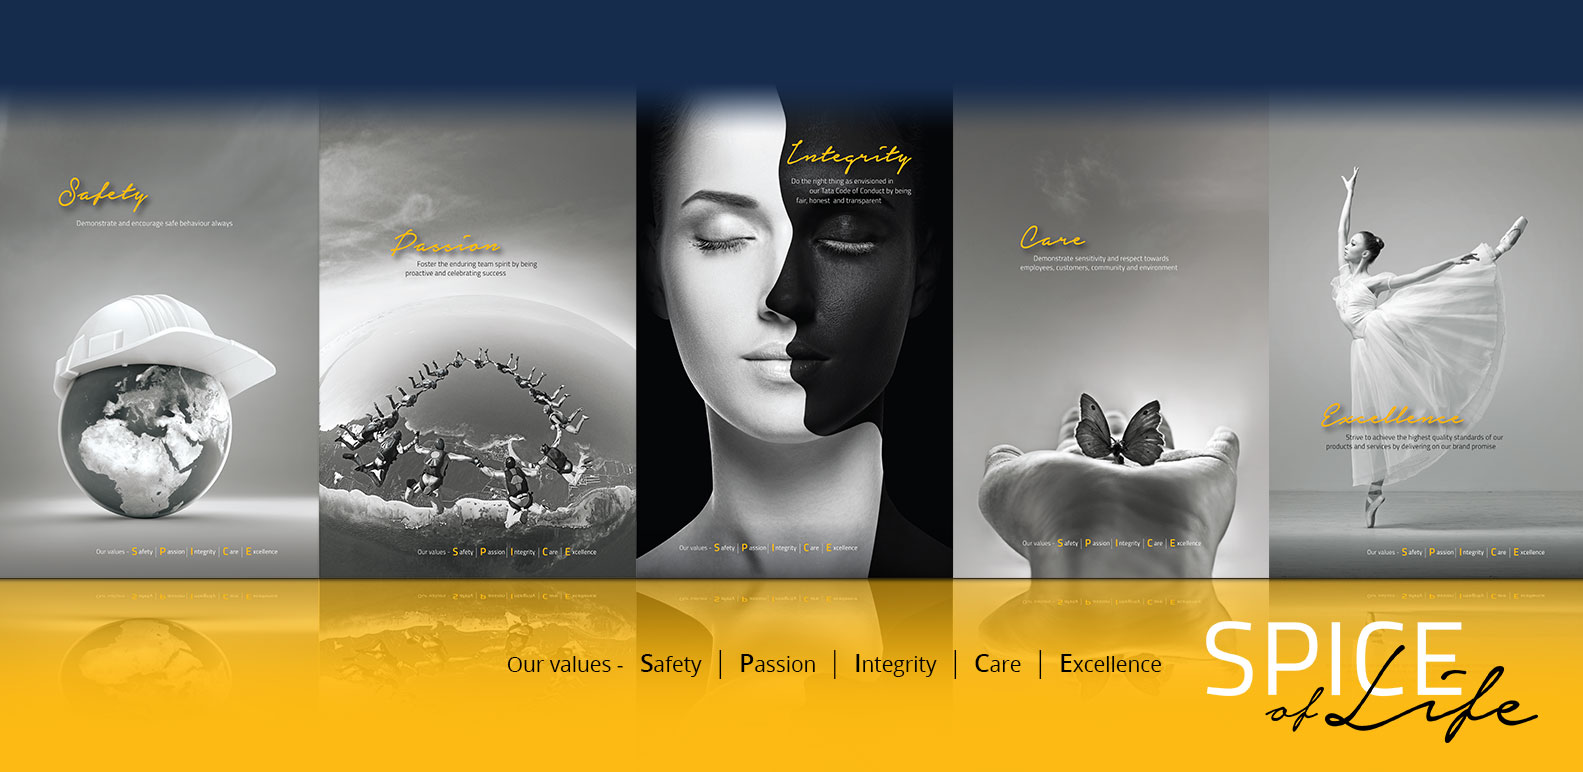 Safety
Demonstrate and encourage safe behaviour always
Our values - Safety | Passion | Integrity | Care | Excellence
Passion
Foster the enduring team spirit by being
proactive and celebrating success
Our values - Safety | Passion | Integrity | Care | Excellence
Integrity
Do the right thing as envisioned in
our Tata Code of Conduct by being
fair, honest and transparent
Our values - Safety | Passion | Integrity | Care | Excellence
Care
Demonstrate sensitivity and respect towards
employees, customers, community and environment
Our values - Safety | Passion | Integrity | Care | Excellence
Excellence
Strive to achieve the highest quality standards of our
products and services by delivering on our brand promise
Our values - Safety | Passion | Integrity | Care | Excellence
Our values - Safety | Passion | Integrity | Care | Excellence
SPICE
of Life